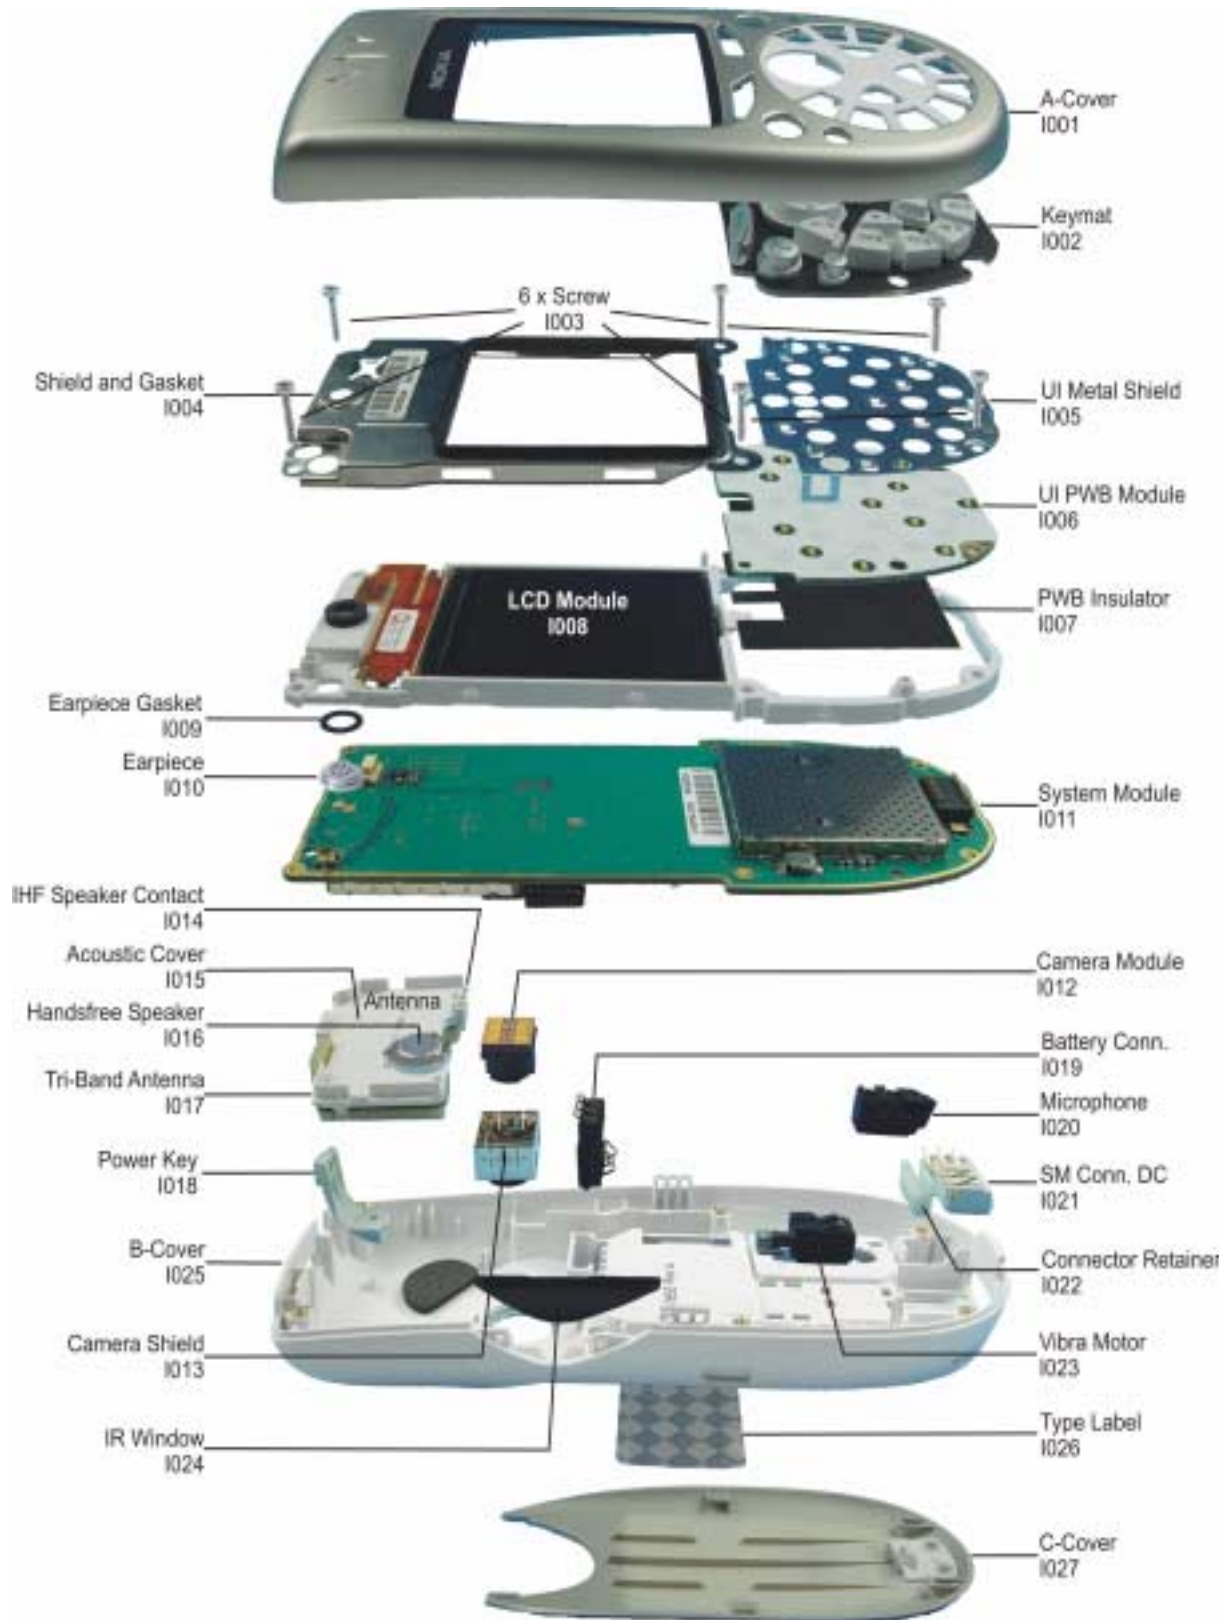 NOKIA
A-Cover
I001
Keymat
I002
6 x Screw
I003
Shield and Gasket
I004
UI Metal Shield
I005
UI PWB Module
I006
LCD Module
I008
PWB Insulator
I007
Earpiece Gasket
I009
Earpiece
I010
System Module
I011
IHF Speaker Contact
I014
Acoustic Cover
I015
Antenna
Camera Module
I012
Handsfree Speaker
I016
Battery Conn.
I019
Tri-Band Antenna
I017
Microphone
I020
Power Key
I018
SM Conn. DC
I021
B-Cover
I025
Connector Retainer
I022
Camera Shield
I013
Vibra Motor
I023
IR Window
I024
Type Label
I026
C-Cover
I027